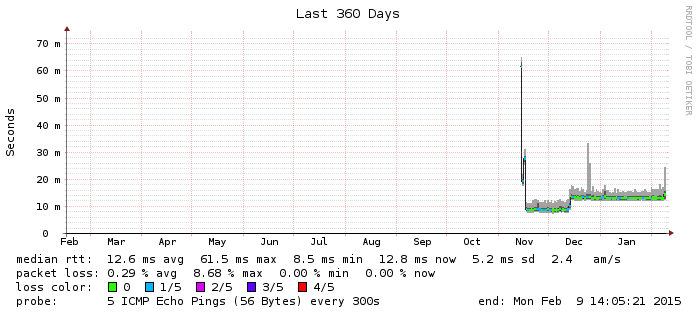 Last 360 Days
RRDTOOL / TOBI OETIKER
Seconds
70 m
60 m
50 m
40 m
30 m
20 m
10 m
0
Feb Mar Apr May Jun Jul Aug Sep Oct Nov Dec Jan
median rtt: 12.6 ms avg 61.5 ms max 8.5 ms min 12.8 ms now 5.2 ms sd 2.4 am/s
packet loss: 0.29 % avg 8.68 % max 0.00 % min 0.00 % now
loss color: 0 1/5 2/5 3/5 4/5
probe: 5 ICMP Echo Pings (56 Bytes) every 300s end: Mon Feb 9 14:05:21 2015